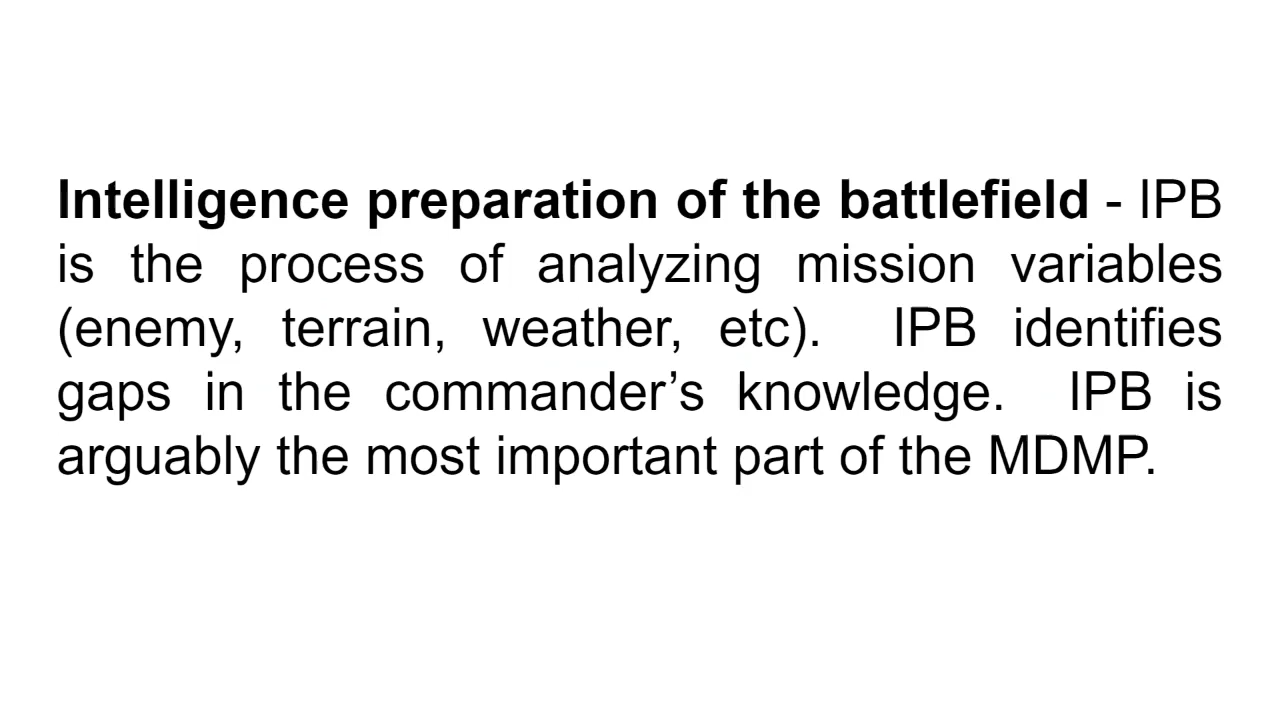 Intelligence preparation of the battlefield - IPB
is the process of analyzing mission variables
(enemy, terrain, weather, etc).  IPB identifies
gaps in the commander’s knowledge.  IPB is
arguably the most important part of the MDMP.